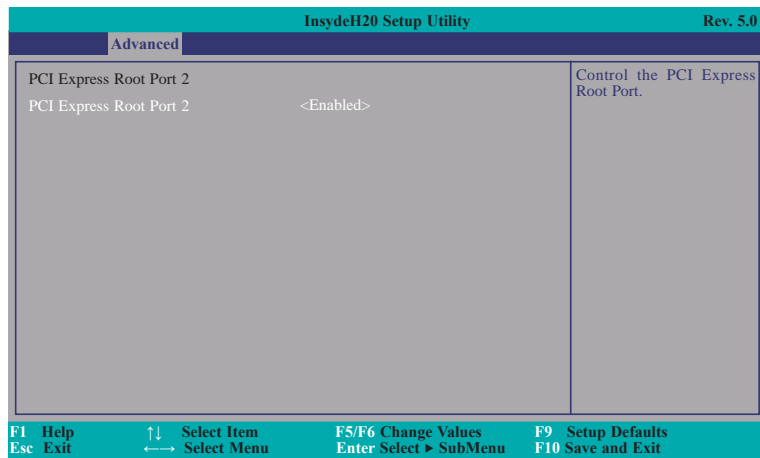 InsydeH20 Setup Utility Rev. 5.0
Advanced
PCI Express Root Port 2
PCI Express Root Port 2 <Enabled>
Control the PCI Express
Root Port.
F1 Help ↑↓ Select Item F5/F6 Change Values F9 Setup Defaults
Esc Exit ←→ Select Menu Enter Select ► SubMenu F10 Save and Exit